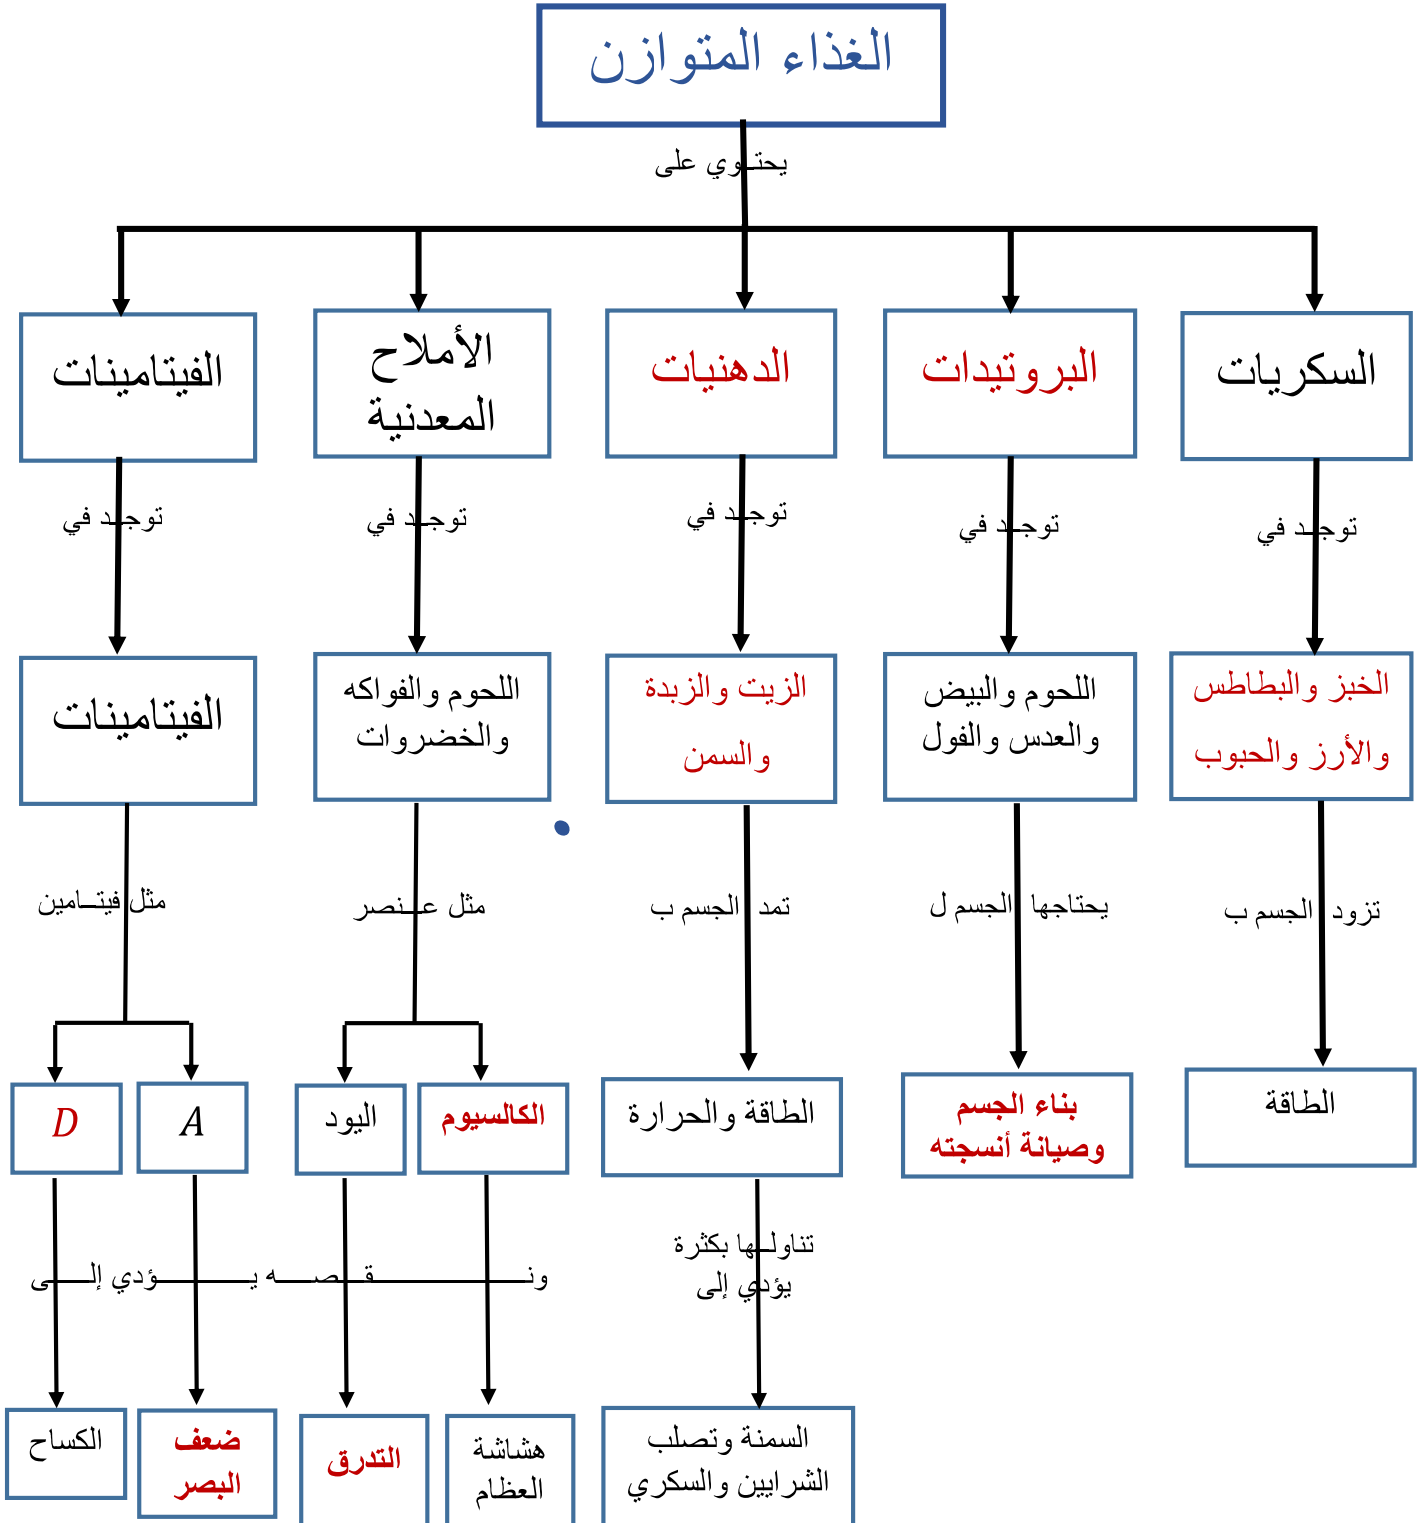 الغذاء المتوازن
يحتوي على
السكريات
البروتيدات
الدهنيات
الأملاح
المعدنية
الفيتامينات
توجد في
توجد في
توجد في
توجد في
توجد في
الخبز والبطاطس
والأرز والحبوب
اللحوم والبيض
والعدس والفول
الزيت والزبدة
والسمن
اللحوم والفواكه
والخضروات
الفيتامينات
تزود الجسم ب
يحتاجها الجسم ل
تمد الجسم ب
مثل عنصر
مثل فيتامين
الطاقة
بناء الجسم
وصيانة أنسجته
الطاقة والحرارة
الكالسيوم
اليود
A
D
تناولها بكثرة
يؤدي إلى
ونقصه يؤدي إلى
السمنة وتصلب
الشرايين والسكري
هشاشة
العظام
التدرق
ضعف
البصر
الكساح